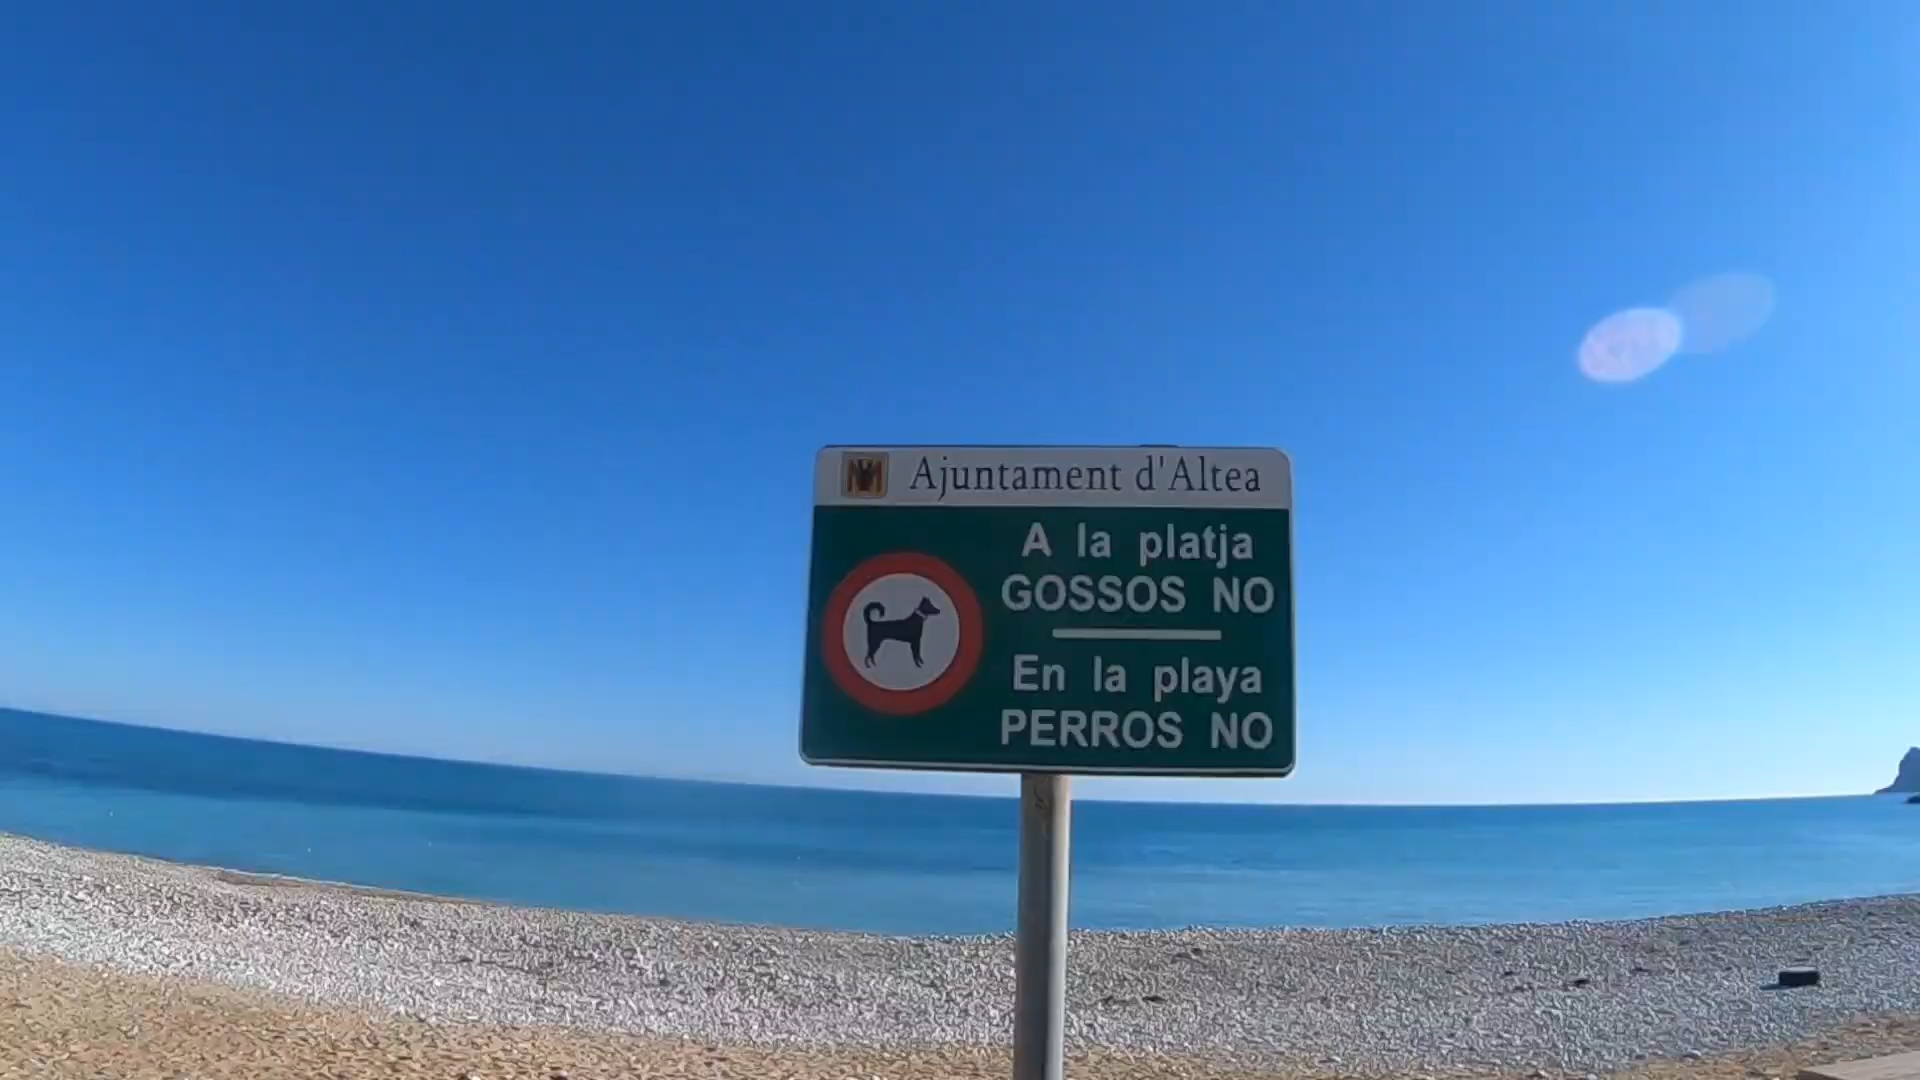 Ajuntament d'Altea
A la platja
GOSSOS NO
En la playa
PERROS NO